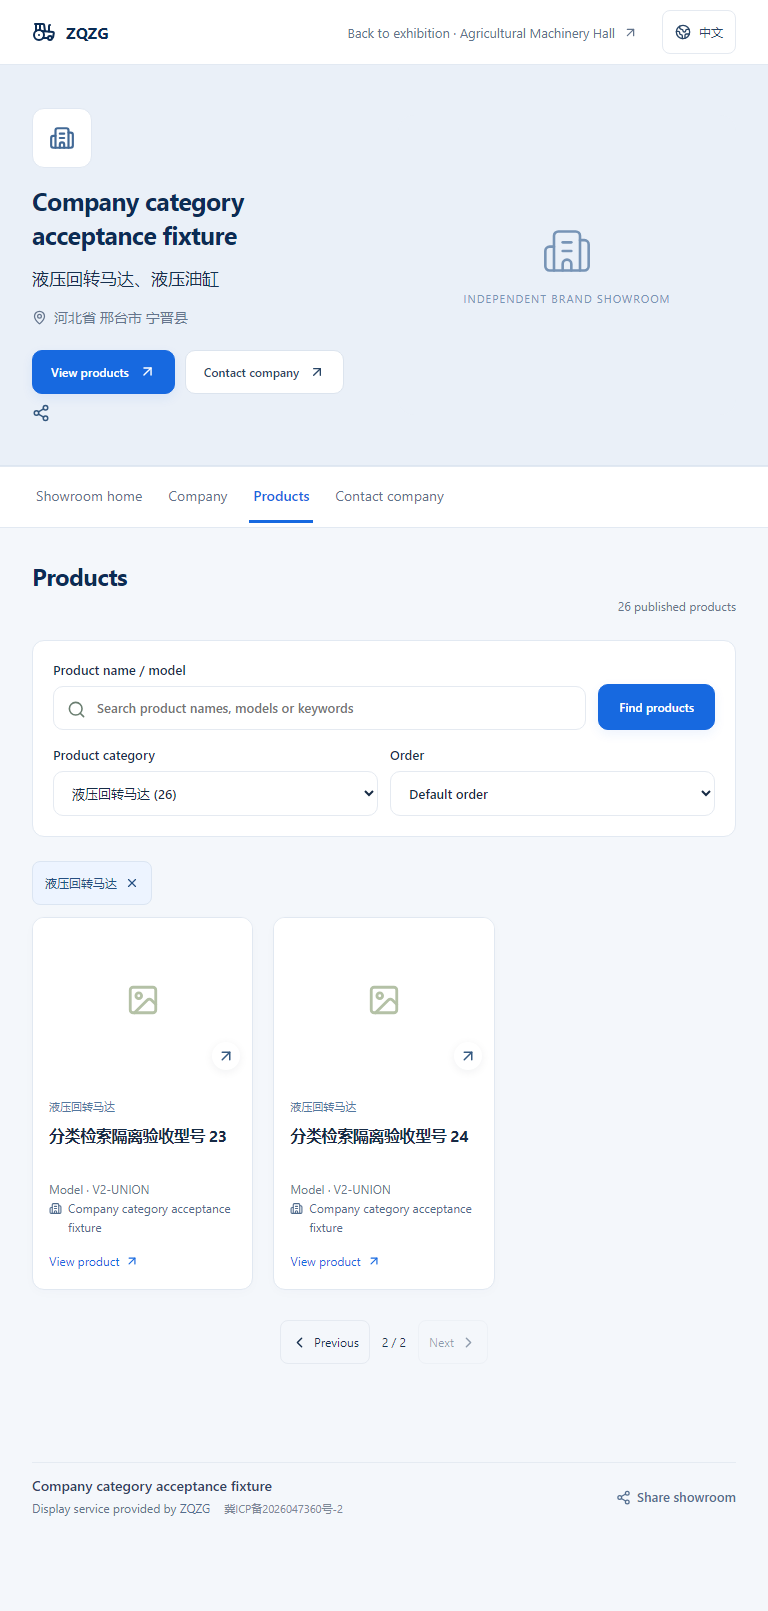 ZQZG
Back to exhibition · Agricultural Machinery Hall
中文
Company category
acceptance fixture
液压回转马达、液压油缸
河北省 邢台市 宁晋县
View products
Contact company
INDEPENDENT BRAND SHOWROOM
Showroom home
Company
Products
Contact company
Products
26 published products
Product name / model
Search product names, models or keywords
Find products
Product category
Order
液压回转马达 (26)
Default order
液压回转马达
液压回转马达
分类检索隔离验收型号 23
Model · V2-UNION
Company category acceptance
fixture
View product
液压回转马达
分类检索隔离验收型号 24
Model · V2-UNION
Company category acceptance
fixture
View product
Previous
2 / 2
Next
Company category acceptance fixture
Display service provided by ZQZG
冀ICP备2026047360号-2
Share showroom